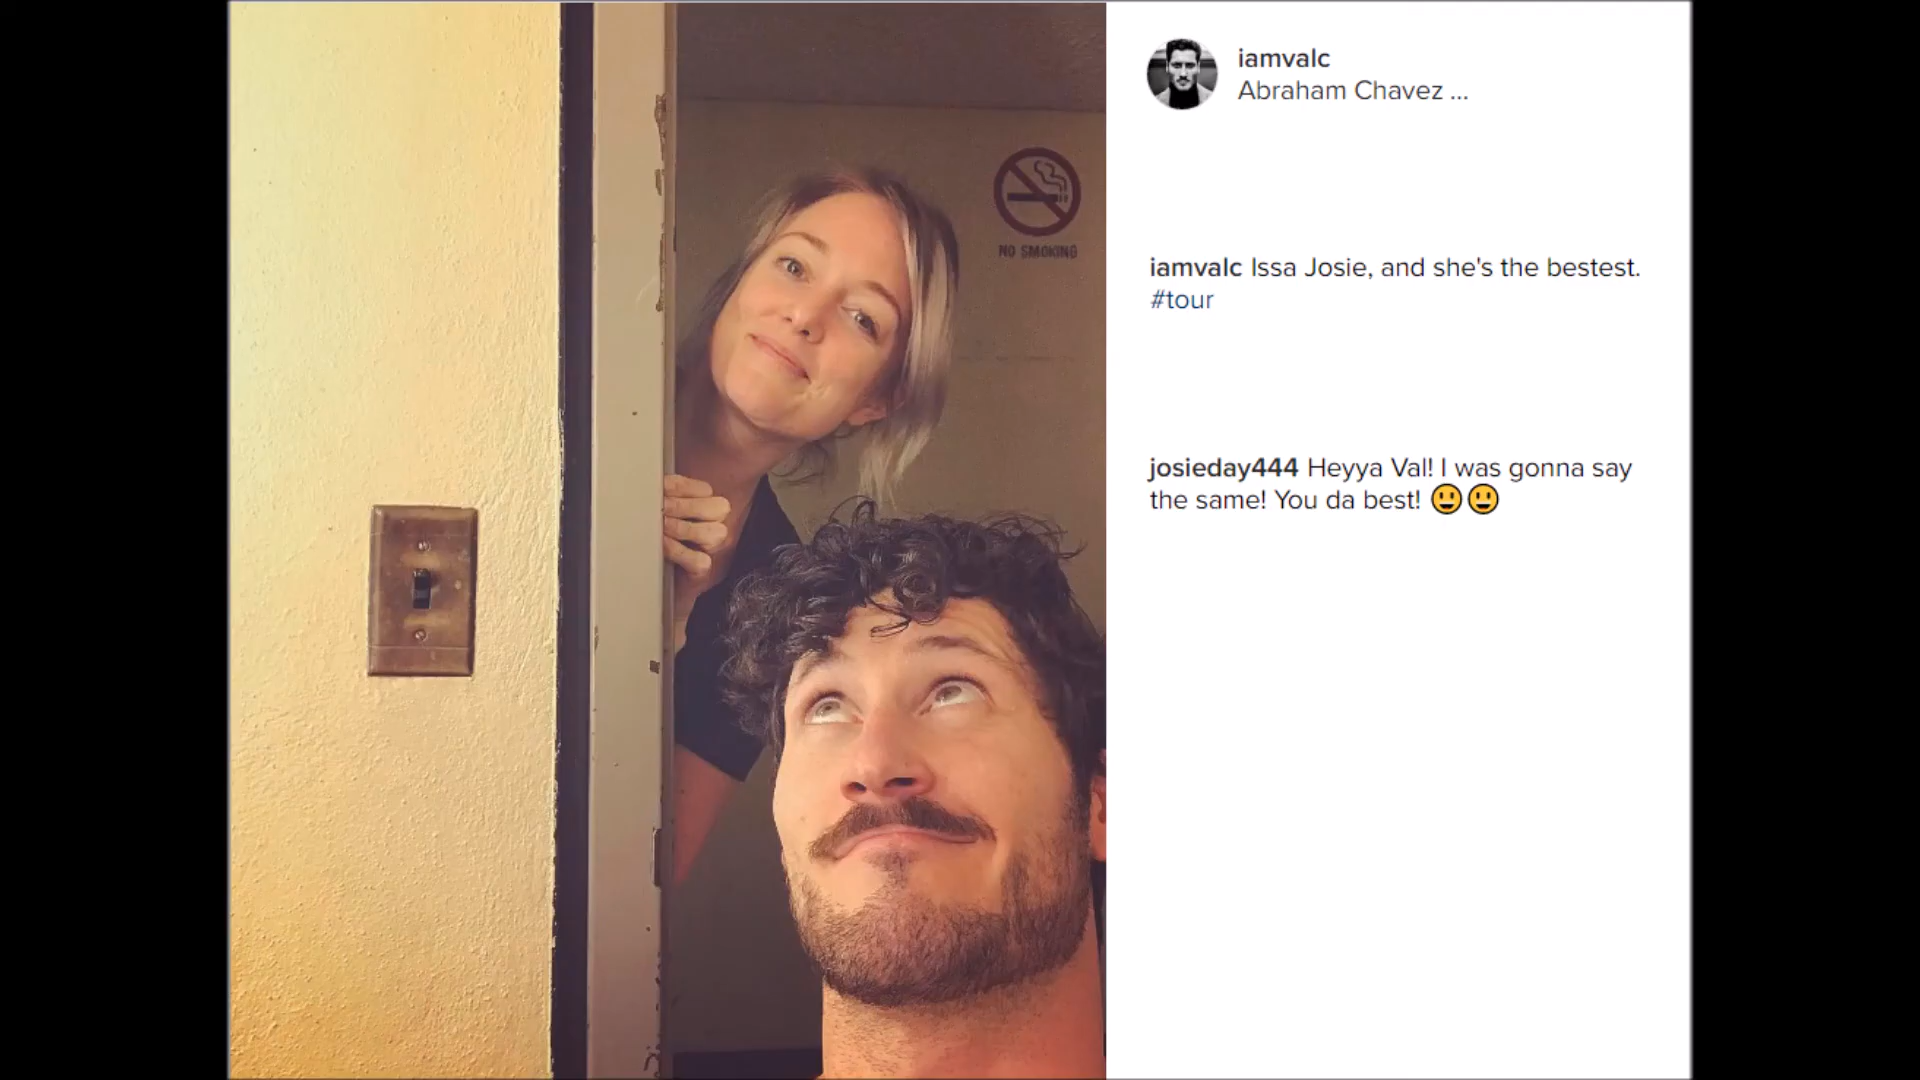 NO SMOKING
iamvalc
Abraham Chavez ...
iamvalc Issa Josie, and she's the bestest.
#tour
josieday444 Heyya Val! I was gonna say
the same! You da best! 😃😃